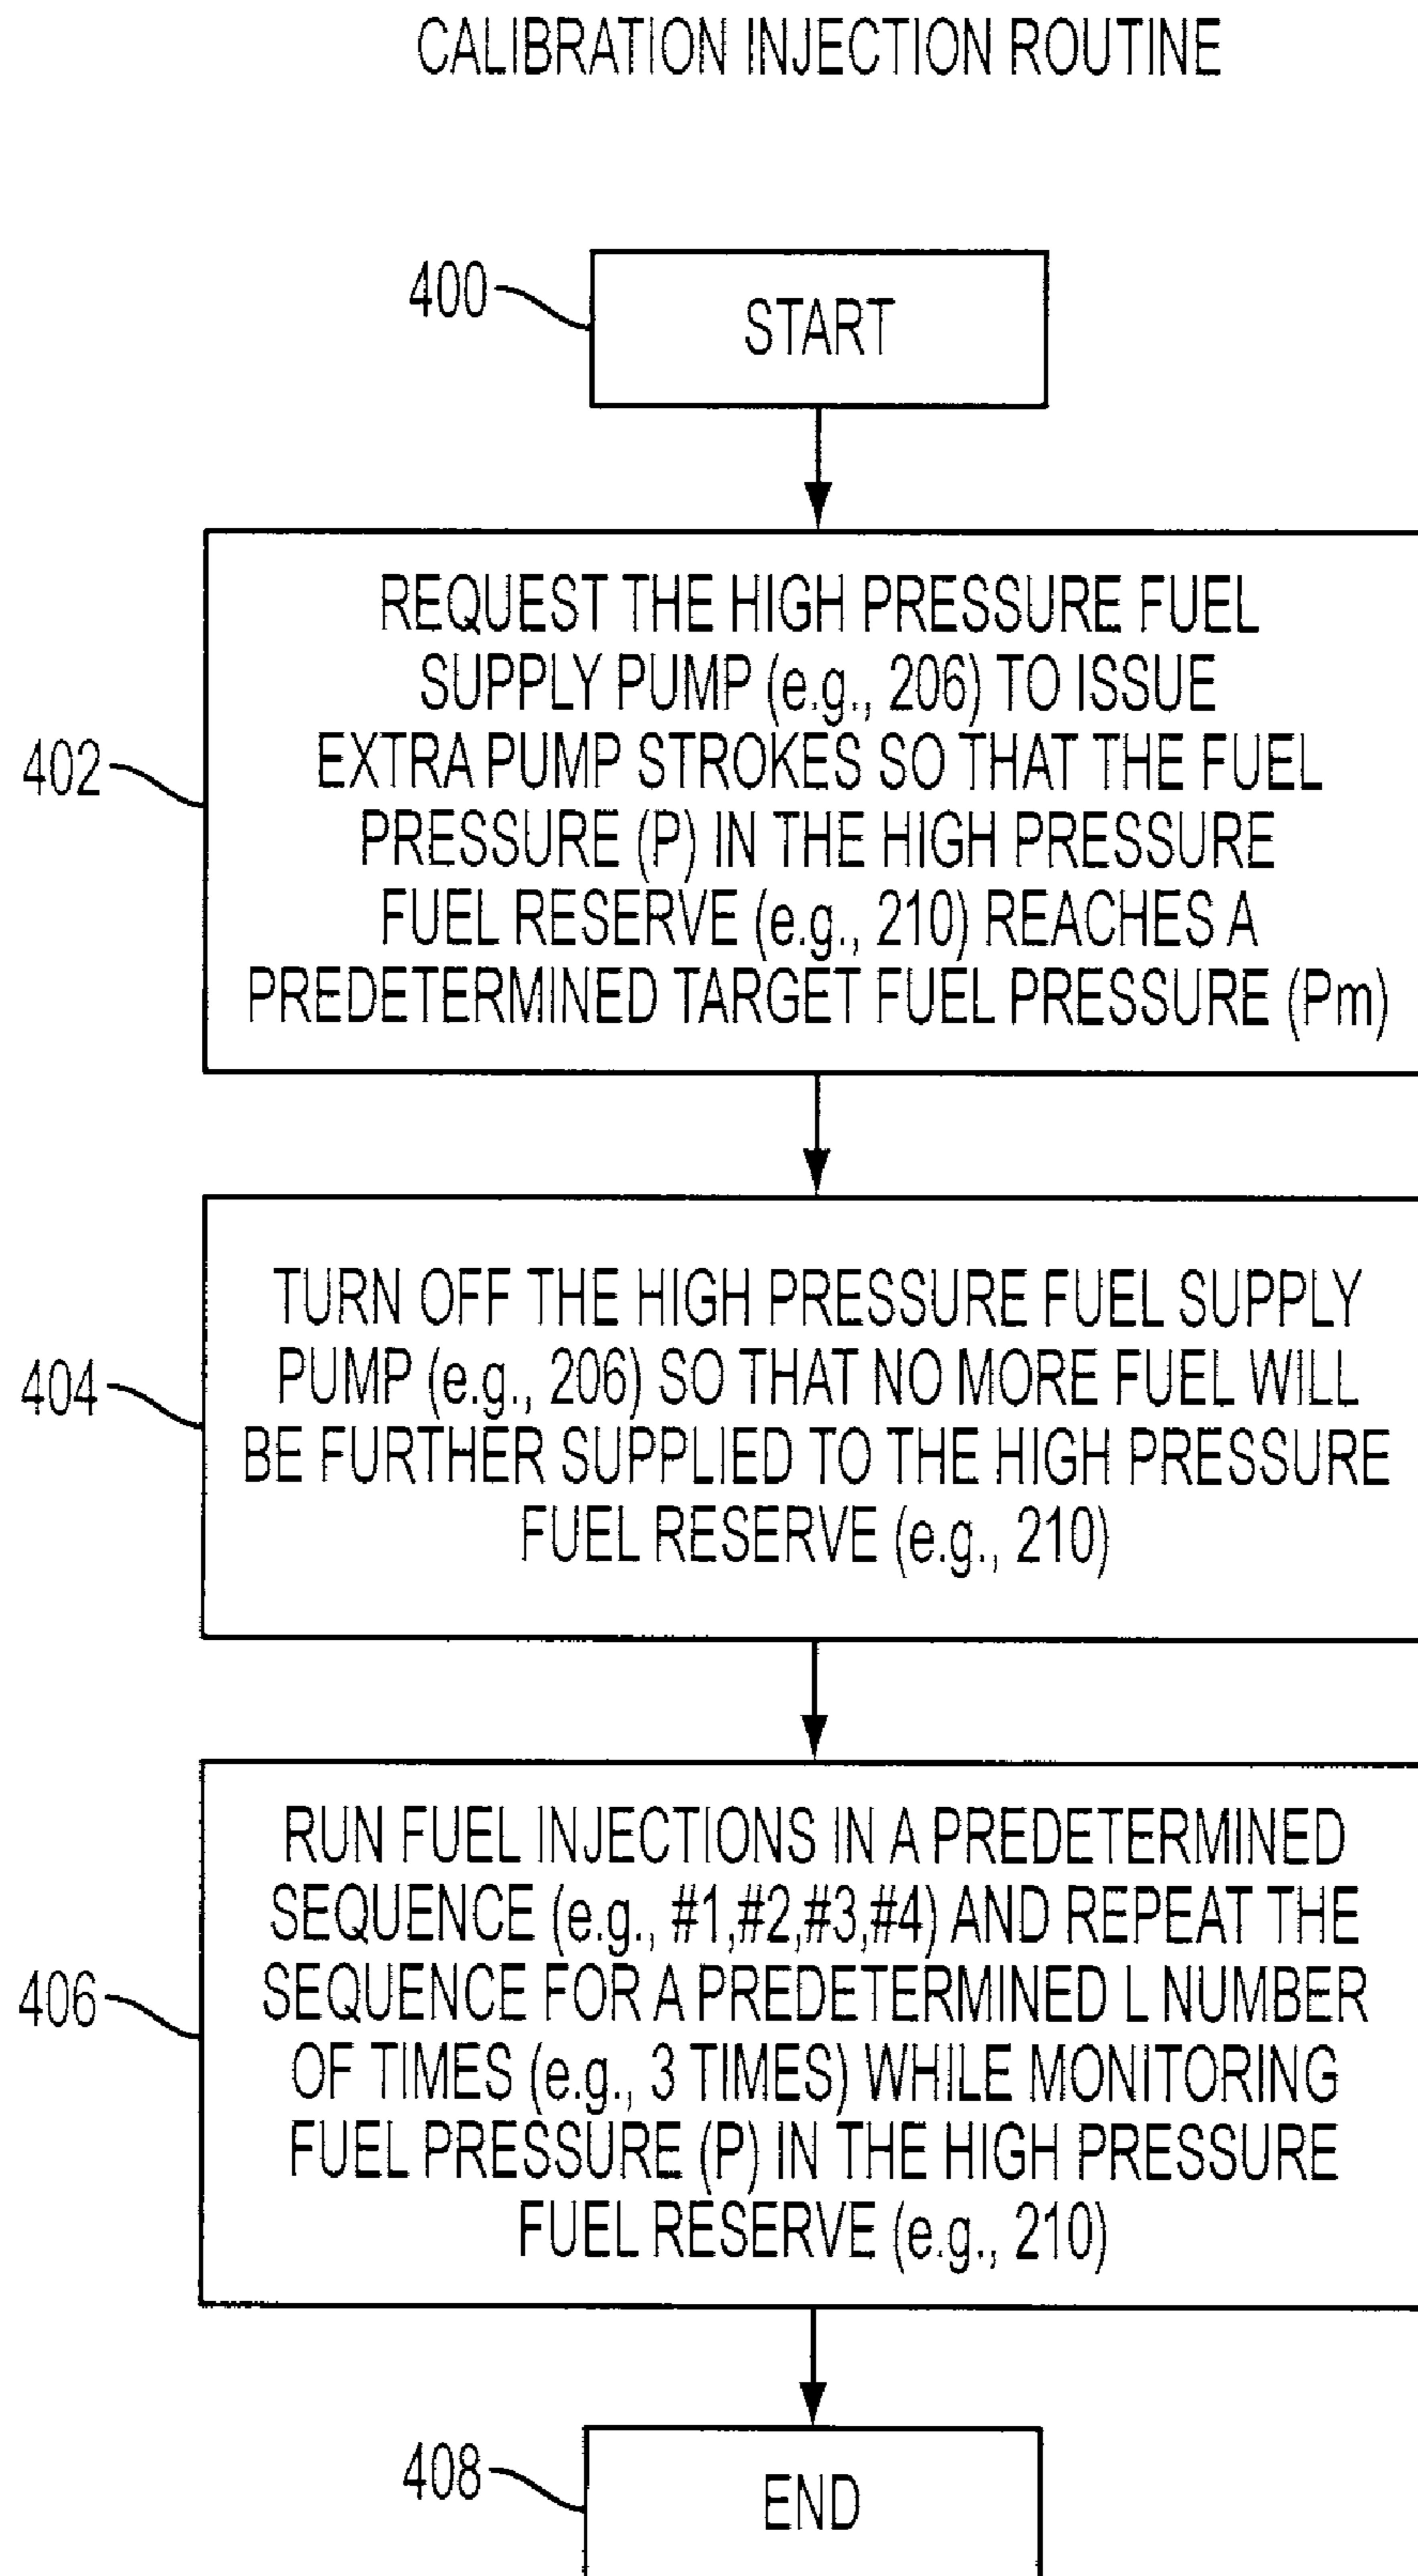 CALIBRATION INJECTION ROUTINE
400
START
REQUEST THE HIGH PRESSURE FUEL
SUPPLY PUMP (e.g., 206) TO ISSUE
EXTRA PUMP STROKES SO THAT THE FUEL
PRESSURE (P) IN THE HIGH PRESSURE
FUEL RESERVE (e.g., 210) REACHES A
PREDETERMINED TARGET FUEL PRESSURE (Pm)
402
TURN OFF THE HIGH PRESSURE FUEL SUPPLY
PUMP (e.g., 206) SO THAT NO MORE FUEL WILL
BE FURTHER SUPPLIED TO THE HIGH PRESSURE
FUEL RESERVE (e.g., 210)
404
RUN FUEL INJECTIONS IN A PREDETERMINED
SEQUENCE (e.g., #1,#2,#3,#4) AND REPEAT THE
SEQUENCE FOR A PREDETERMINED L NUMBER
OF TIMES (e.g., 3 TIMES) WHILE MONITORING
FUEL PRESSURE (P) IN THE HIGH PRESSURE
FUEL RESERVE (e.g., 210)
406
408
END